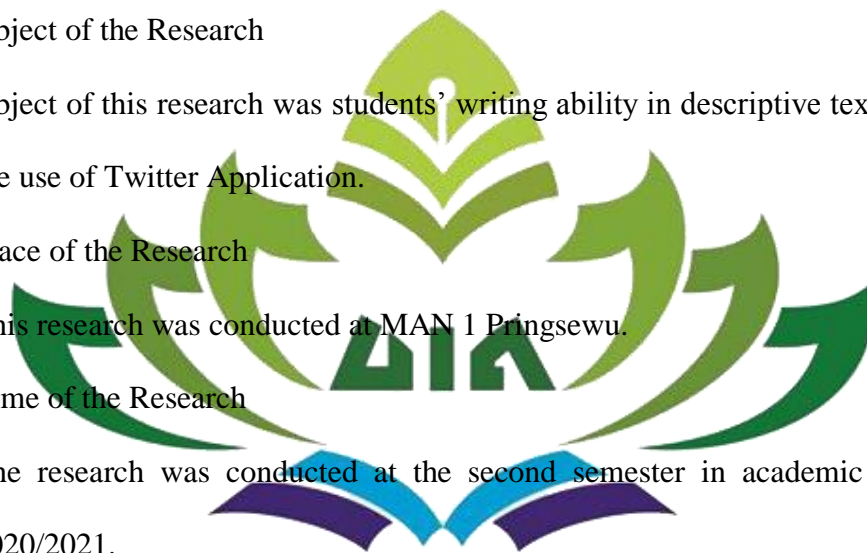 bject of the Research
bject of this research was students’ writing ability in descriptive tex
e use of Twitter Application.
ace of the Research
his research was conducted at MAN 1 Pringsewu.
me of the Research
he research was conducted at the second semester in academic
020/2021.